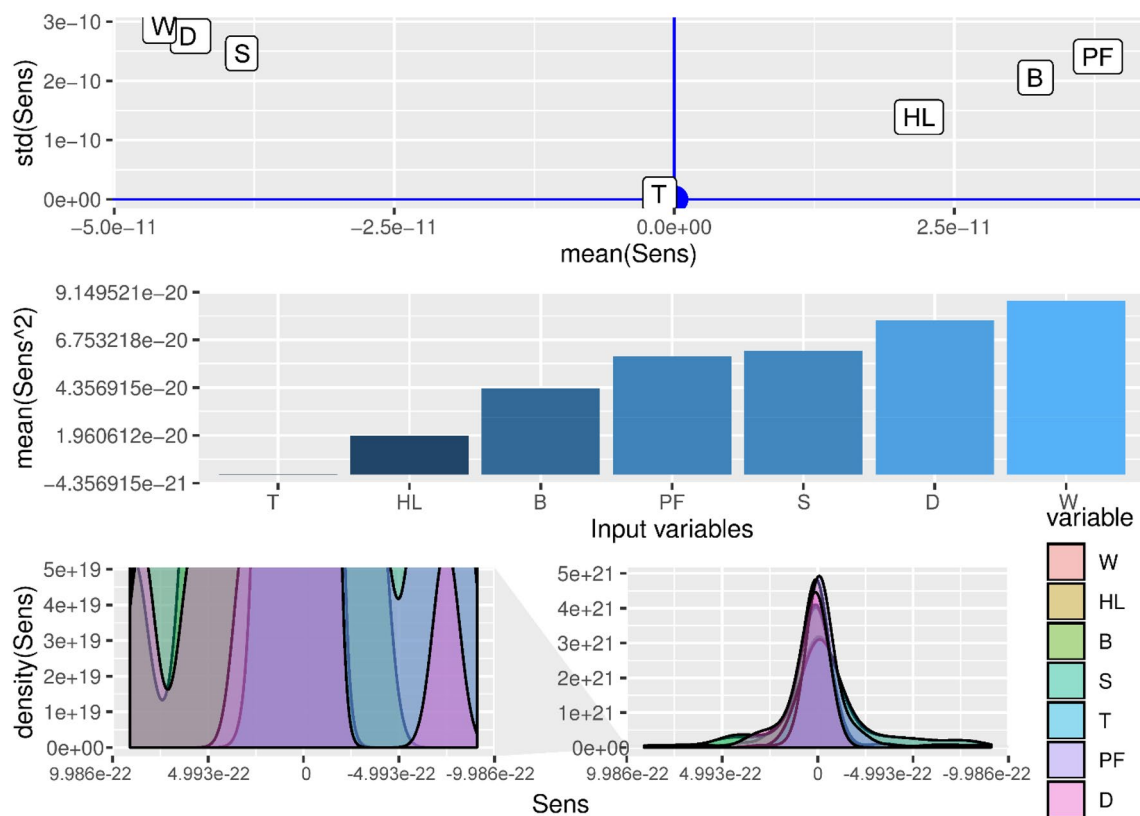 3e-10
2e-10
1e-10
0e+00
std(Sens)
W
D
S
T
HL
B
PF
-5.0e-11
-2.5e-11
0.0e+00
2.5e-11
mean(Sens)
9.149521e-20
6.753218e-20
4.356915e-20
1.960612e-20
-4.356915e-21
mean(Sens^2)
T HL B PF S D W
Input variables
5e+19
4e+19
3e+19
2e+19
1e+19
0e+00
density(Sens)
9.986e-22 4.993e-22 0 -4.993e-22 -9.986e-22
5e+21
4e+21
3e+21
2e+21
1e+21
0e+00
9.986e-22 4.993e-22 0 -4.993e-22 -9.986e-22
Sens
variable
W
HL
B
S
T
PF
D